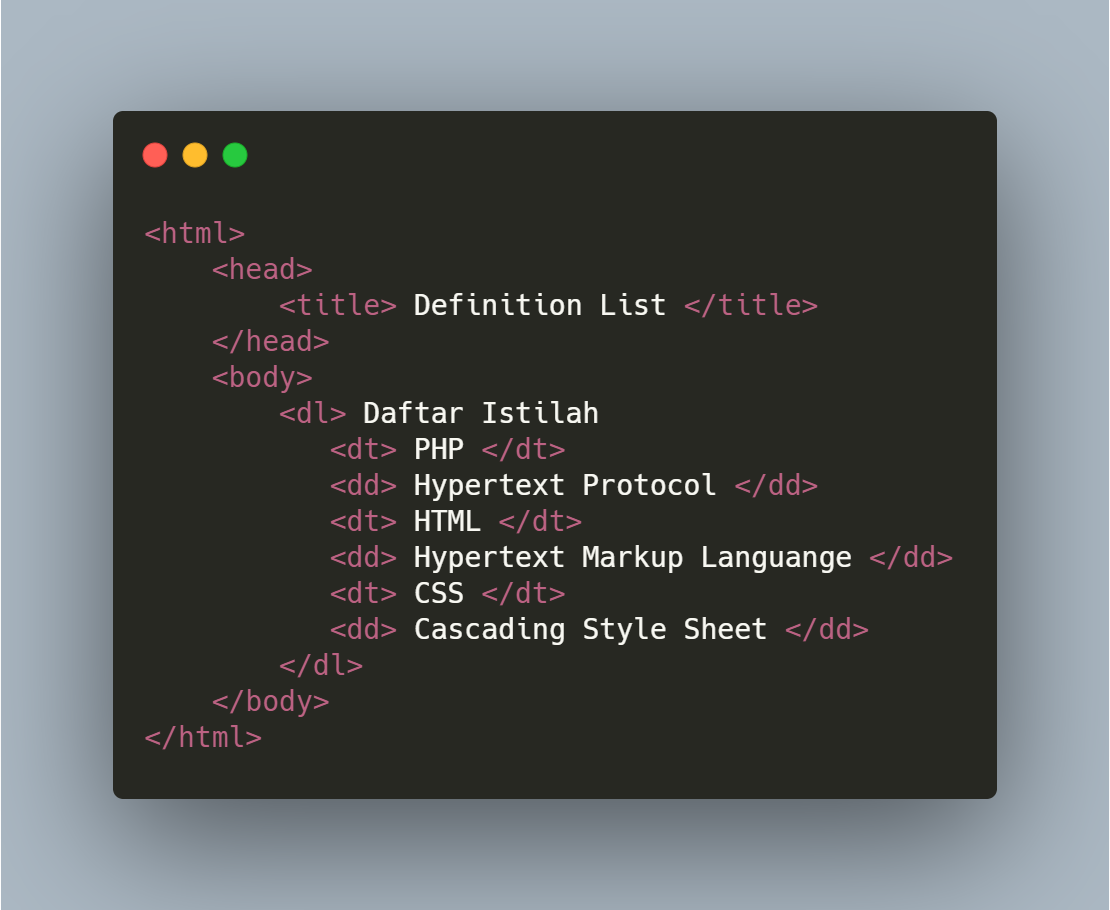 <html>
    <head>
        <title> Definition List </title>
    </head>
    <body>
        <dl> Daftar Istilah
           <dt> PHP </dt>
           <dd> Hypertext Protocol </dd>
           <dt> HTML </dt>
           <dd> Hypertext Markup Languange </dd>
           <dt> CSS </dt>
           <dd> Cascading Style Sheet </dd>
        </dl>
    </body>
</html>